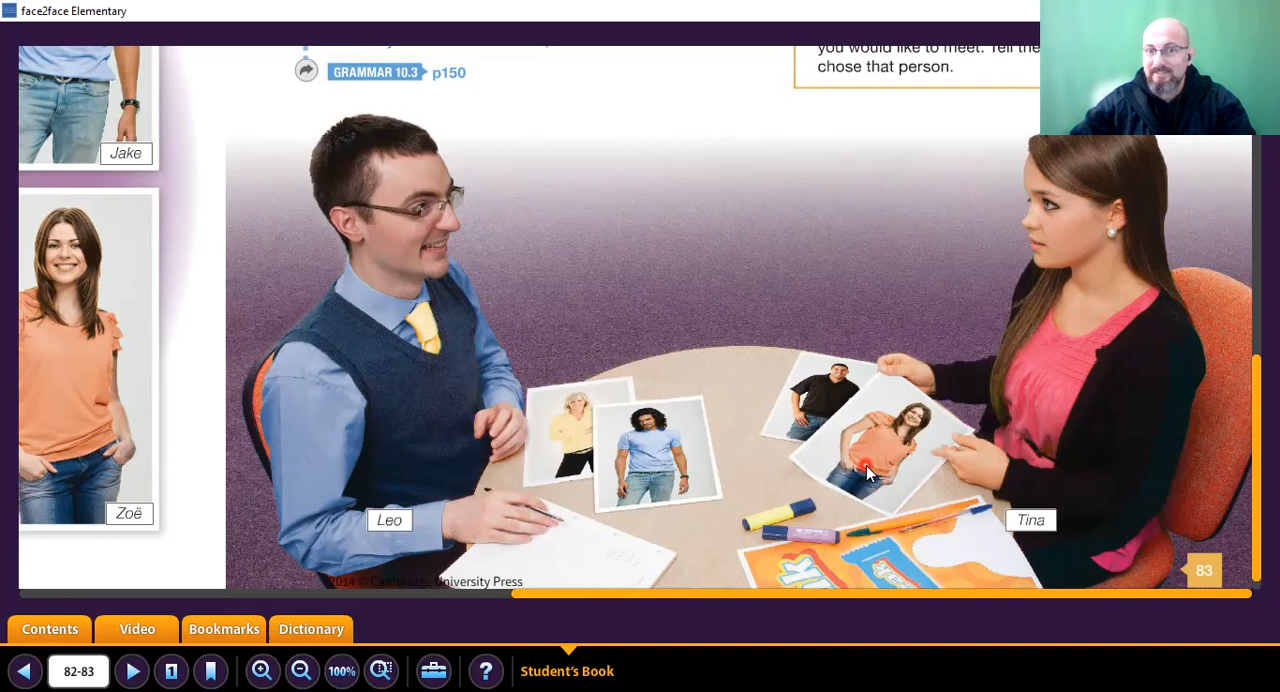 face2face Elementary
you would like to meet. Tell the
GRAMMAR 10.3 p150
chose that person.
Jake
Zoë
Leo
Tina
2014 © Cambridge University Press
83
Contents
Video
Bookmarks
Dictionary
82-83
1
100%
?
Student's Book